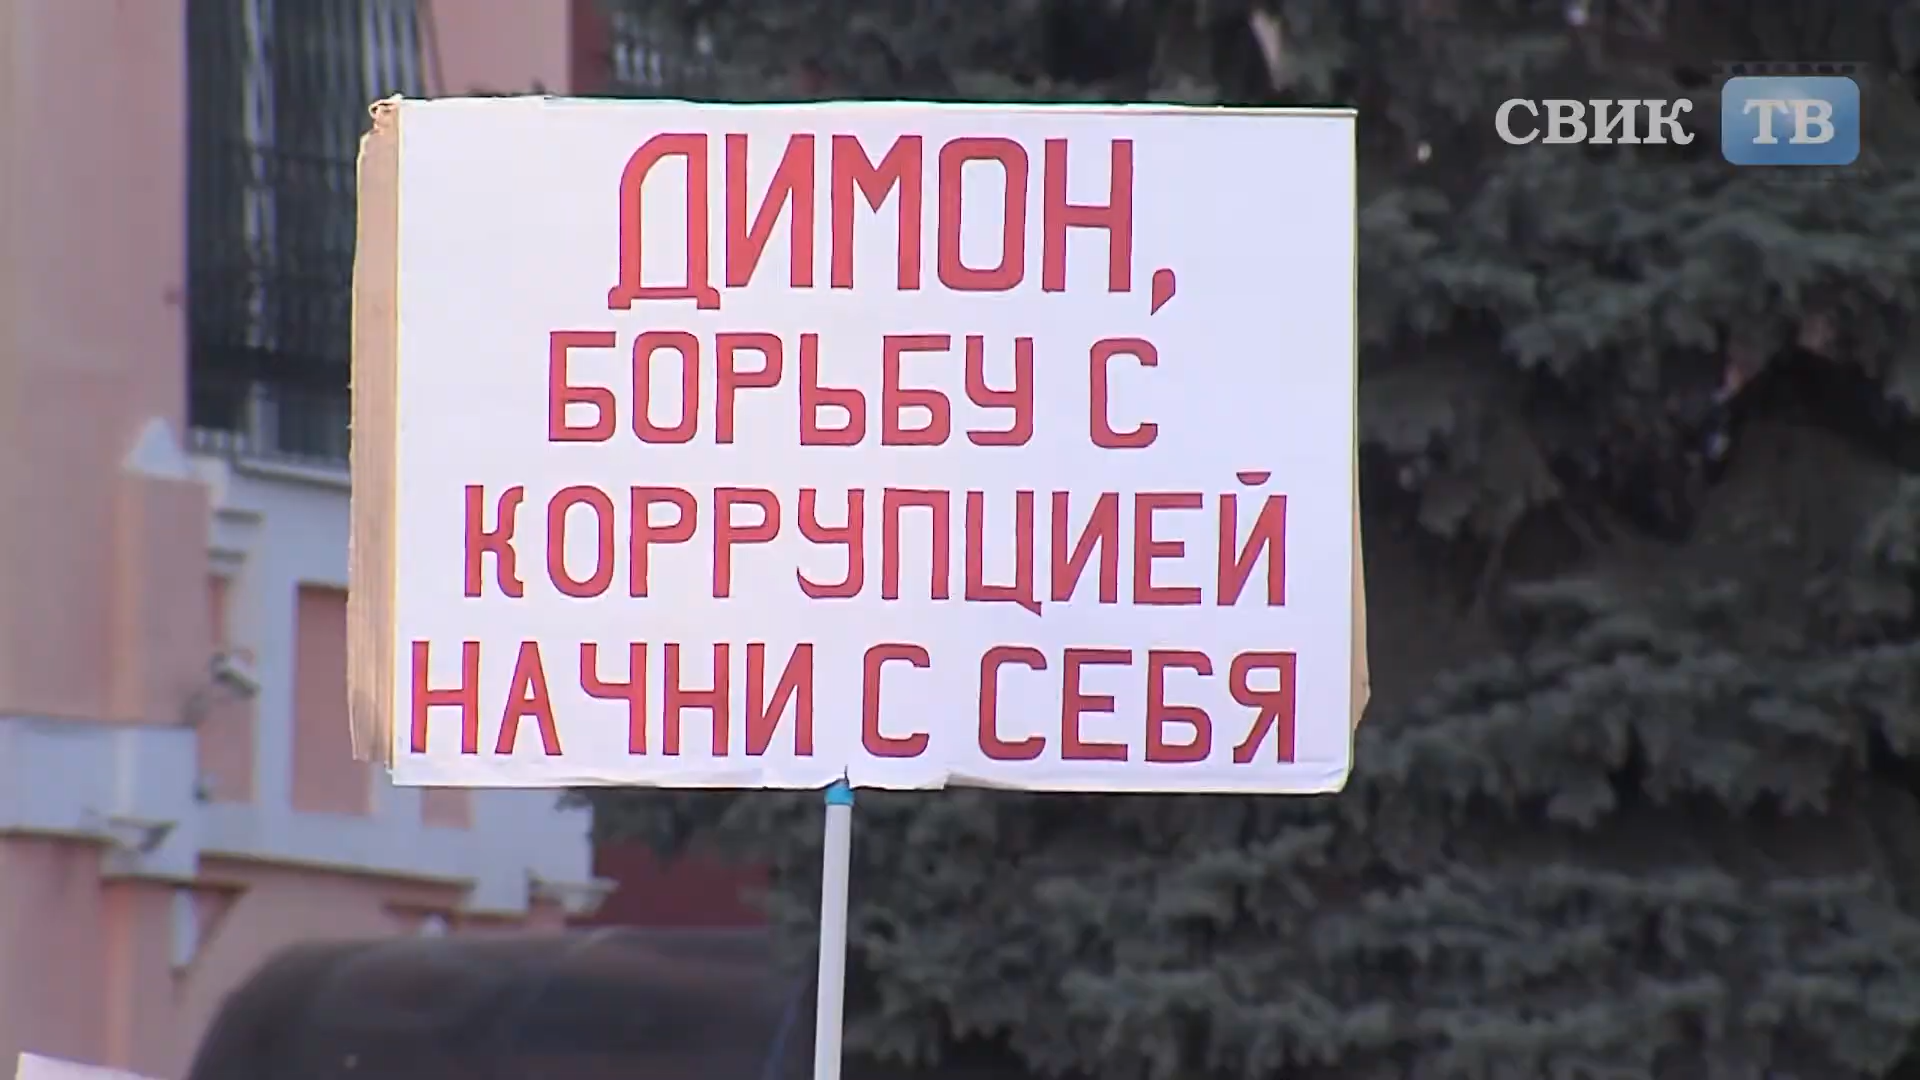 СВИК ТВ
ДИМОН,
БОРЬБУ С
КОРРУПЦИЕЙ
НАЧНИ С СЕБЯ